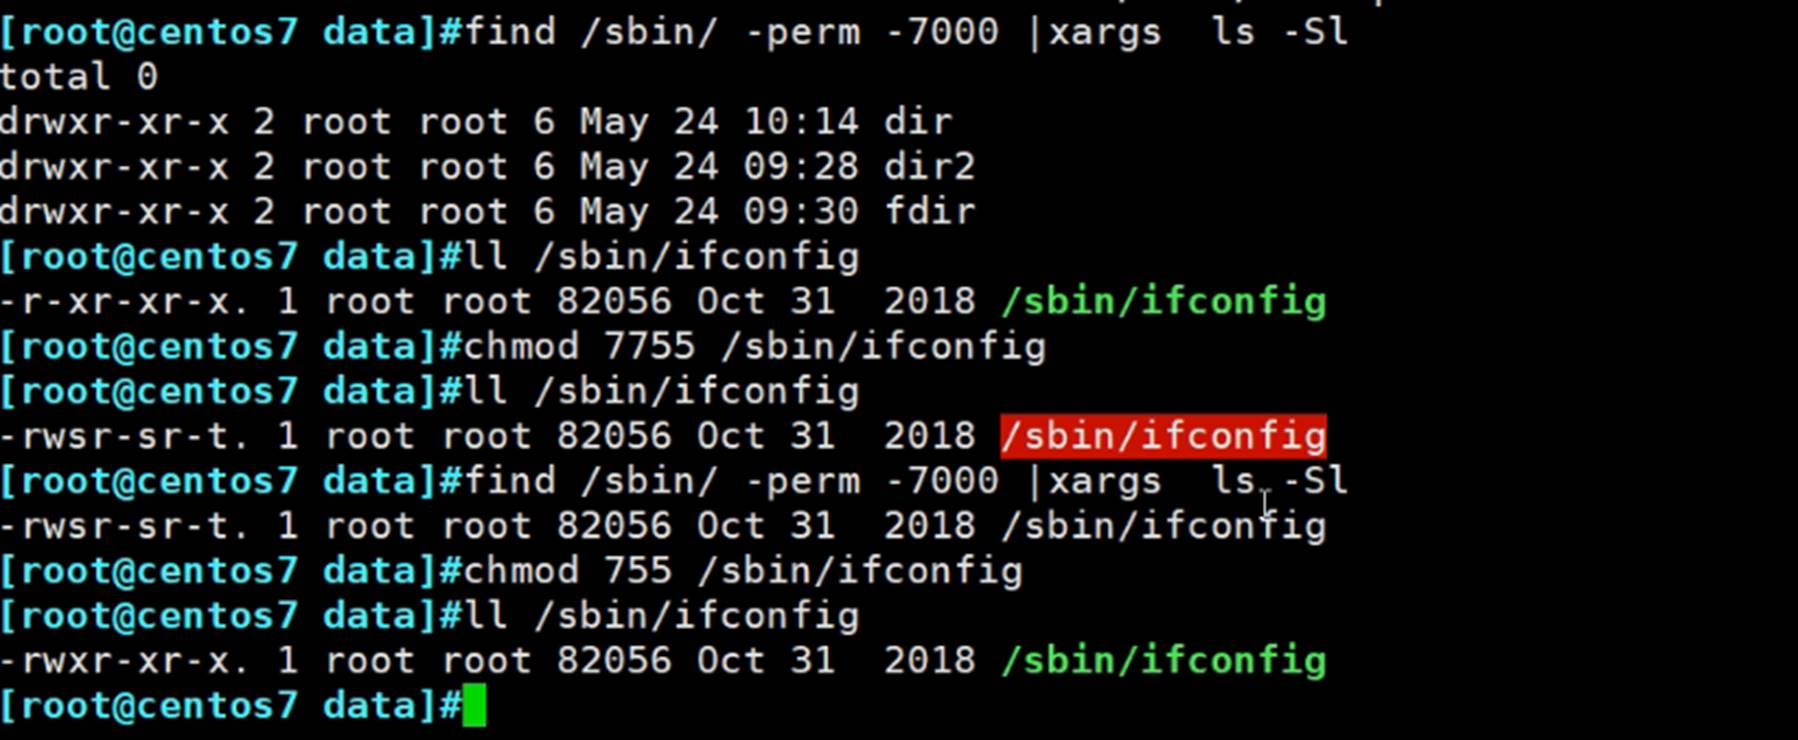 [root@centos7 data]#find /sbin/ -perm -7000 |xargs  ls -Sl
total 0
drwxr-xr-x 2 root root 6 May 24 10:14 dir
drwxr-xr-x 2 root root 6 May 24 09:28 dir2
drwxr-xr-x 2 root root 6 May 24 09:30 fdir
[root@centos7 data]#ll /sbin/ifconfig
-r-xr-xr-x. 1 root root 82056 Oct 31  2018 /sbin/ifconfig
[root@centos7 data]#chmod 7755 /sbin/ifconfig
[root@centos7 data]#ll /sbin/ifconfig
-rwsr-sr-t. 1 root root 82056 Oct 31  2018 /sbin/ifconfig
[root@centos7 data]#find /sbin/ -perm -7000 |xargs  ls -Sl
-rwsr-sr-t. 1 root root 82056 Oct 31  2018 /sbin/ifconfig
[root@centos7 data]#chmod 755 /sbin/ifconfig
[root@centos7 data]#ll /sbin/ifconfig
-rwxr-xr-x. 1 root root 82056 Oct 31  2018 /sbin/ifconfig
[root@centos7 data]#